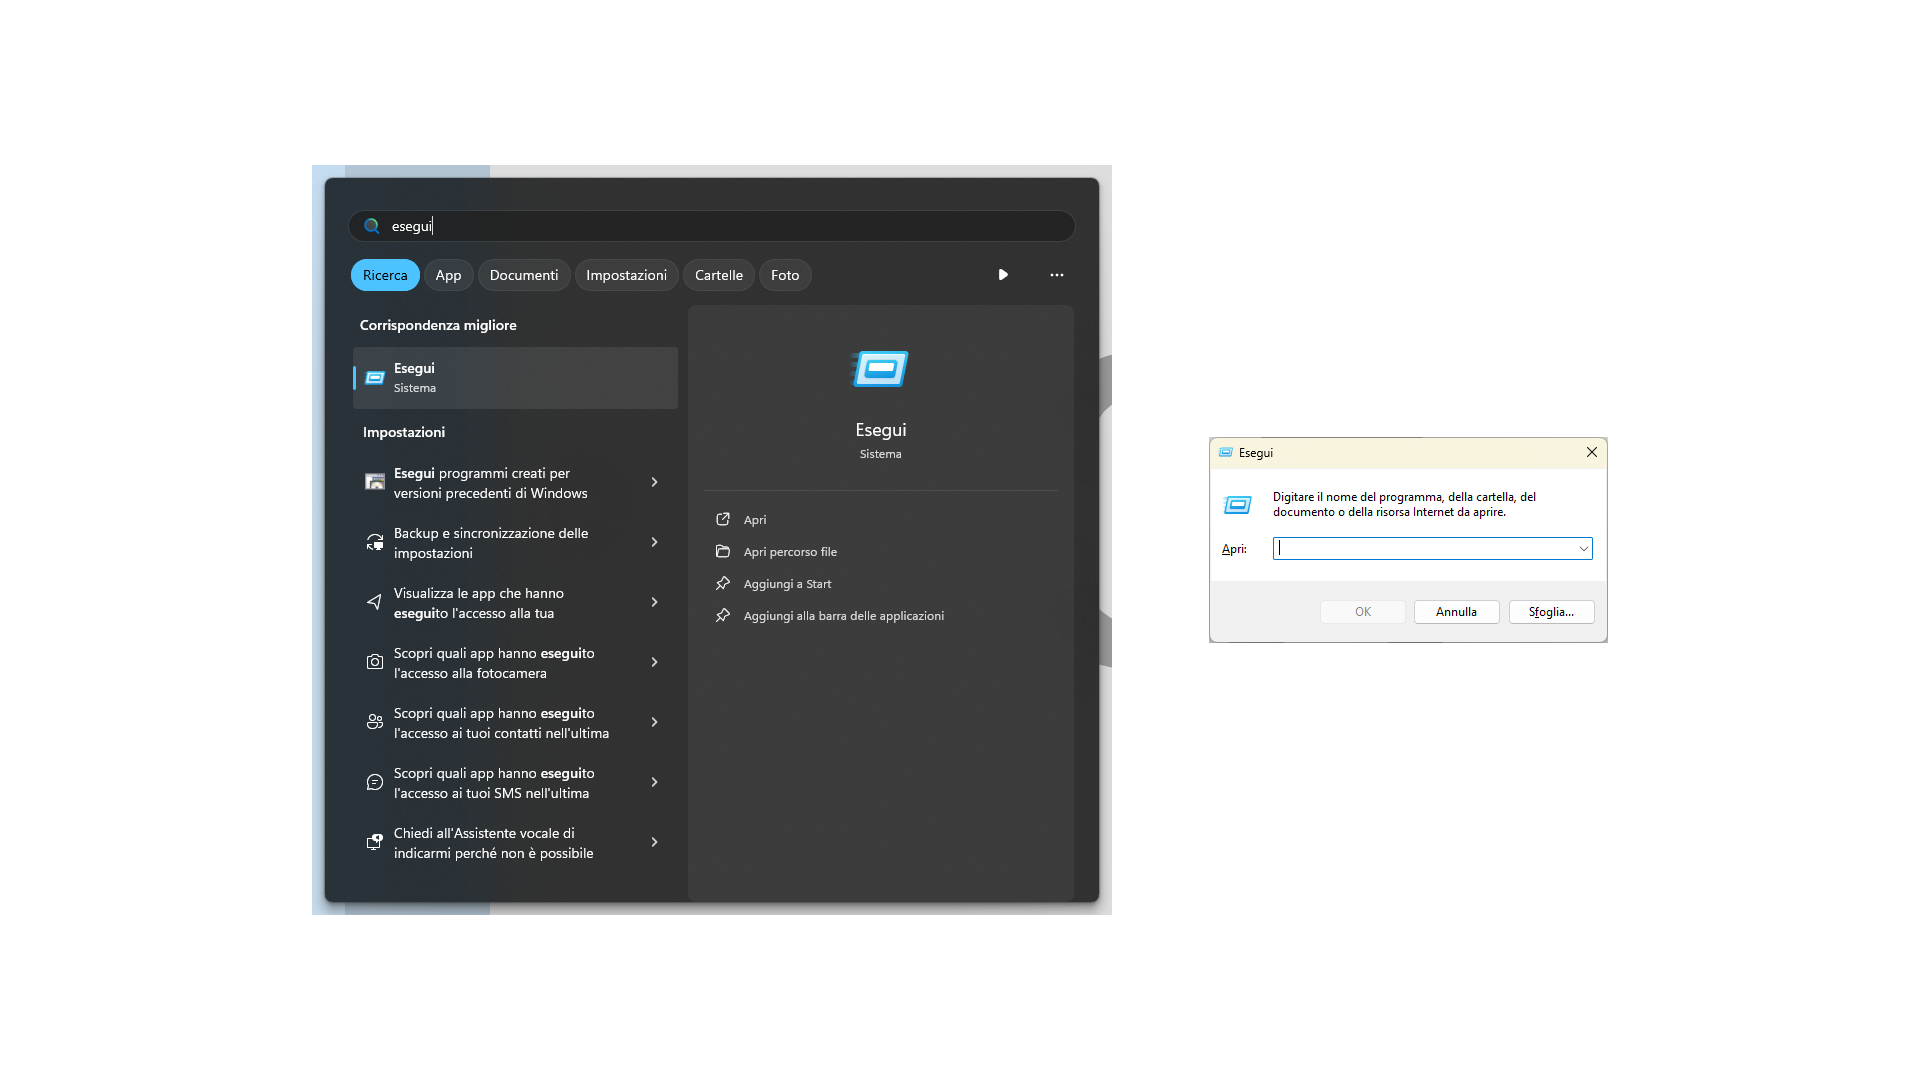 esegui
Ricerca App Documenti Impostazioni Cartelle Foto
Corrispondenza migliore
Esegui
Sistema
Impostazioni
Esegui programmi creati per
versioni precedenti di Windows
Backup e sincronizzazione delle
impostazioni
Visualizza le app che hanno
eseguito l'accesso alla tua
Scopri quali app hanno eseguito
l'accesso alla fotocamera
Scopri quali app hanno eseguito
l'accesso ai tuoi contatti nell'ultima
Scopri quali app hanno eseguito
l'accesso ai tuoi SMS nell'ultima
Chiedi all'Assistente vocale di
indicarmi perché non è possibile
Esegui
Sistema
Apri
Apri percorso file
Aggiungi a Start
Aggiungi alla barra delle applicazioni
Esegui
Digitare il nome del programma, della cartella, del
documento o della risorsa Internet da aprire.
Apri:
OK Annulla Sfoglia...